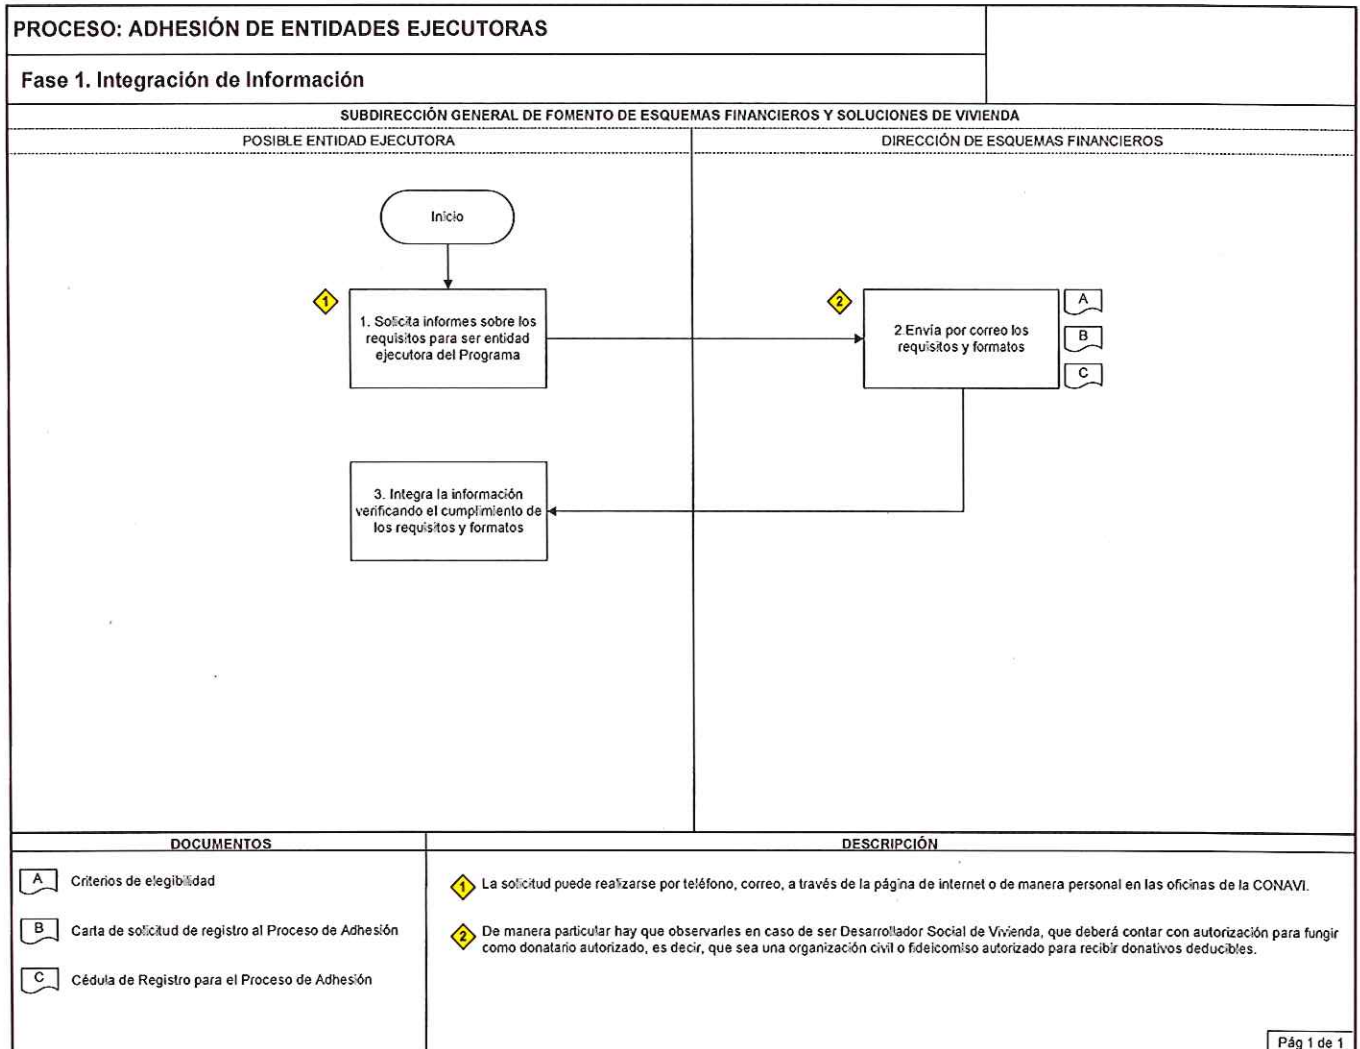 PROCESO: ADHESIÓN DE ENTIDADES EJECUTORAS
Fase 1. Integración de Información
SUBDIRECCIÓN GENERAL DE FOMENTO DE ESQUEMAS FINANCIEROS Y SOLUCIONES DE VIVIENDA
POSIBLE ENTIDAD EJECUTORA
DIRECCIÓN DE ESQUEMAS FINANCIEROS
Inicio
1
1. Solicita informes sobre los
requisitos para ser entidad
ejecutora del Programa
2
2 Envía por correo los
requisitos y formatos
A
B
C
3. Integra la información
verificando el cumplimiento de
los requisitos y formatos
DOCUMENTOS
A Criterios de elegibilidad
B Carta de solicitud de registro al Proceso de Adhesión
C Cédula de Registro para el Proceso de Adhesión
DESCRIPCIÓN
1 La solicitud puede realizarse por teléfono, correo, a través de la página de internet o de manera personal en las oficinas de la CONAVI.
2 De manera particular hay que observarles en caso de ser Desarrollador Social de Vivienda, que deberá contar con autorización para fungir
como donatario autorizado, es decir, que sea una organización civil o fideicomiso autorizado para recibir donativos deducibles.
Pág 1 de 1